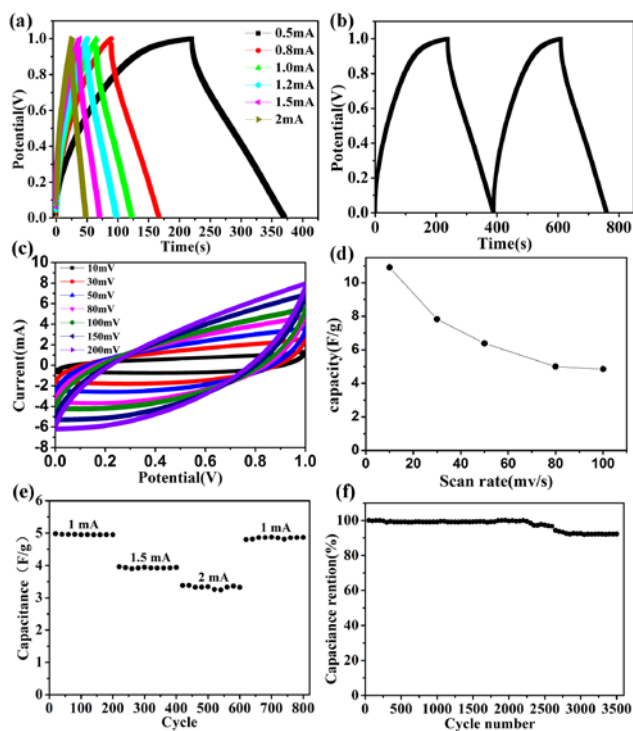 (a)
1.0
0.8
0.6
0.4
0.2
0.0
Potential(V)
0.5mA
0.8mA
1.0mA
1.2mA
1.5mA
2mA
0 50 100 150 200 250 300 350 400
Time(s)
(b)
1.0
0.8
0.6
0.4
0.2
0.0
Potential(V)
0 200 400 600 800
Time(s)
(c)
10
8
6
4
2
0
-2
-4
-6
-8
Current(mA)
10mV
30mV
50mV
80mV
100mV
150mV
200mV
0.0 0.2 0.4 0.6 0.8 1.0
Potential(V)
(d)
12
10
8
6
4
2
0
capacity(F/g)
0 20 40 60 80 100
Scan rate(mv/s)
(e)
6
5
4
3
2
1
0
Capacitance (F/g)
1 mA
1.5 mA
2 mA
1 mA
0 100 200 300 400 500 600 700 800
Cycle
(f)
120
100
80
60
40
20
0
Capaciance rention(%)
0 500 1000 1500 2000 2500 3000 3500
Cycle number